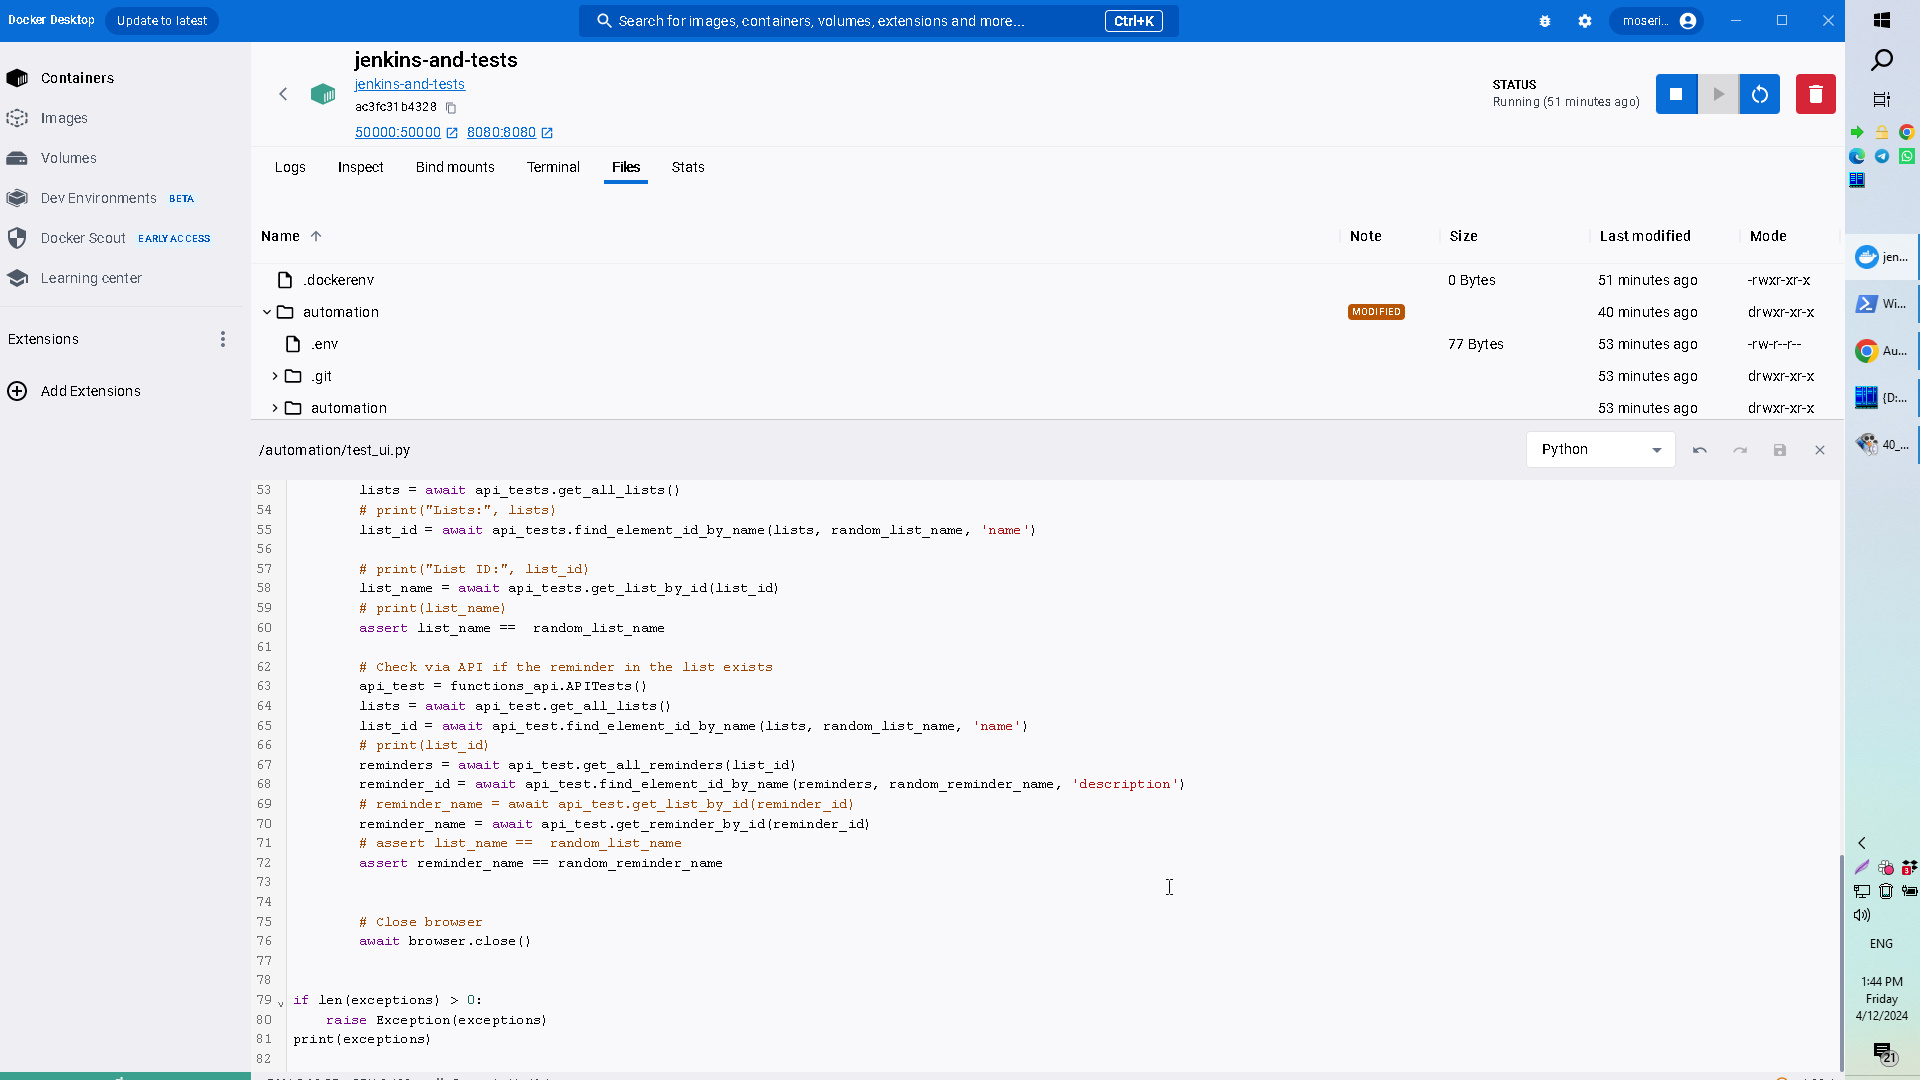 Docker Desktop
Update to latest
Search for images, containers, volumes, extensions and more...
Ctrl+K
moseri...
Containers
Images
Volumes
Dev Environments BETA
Docker Scout EARLY ACCESS
Learning center
Extensions
Add Extensions
jenkins-and-tests
jenkins-and-tests
ac3fc31b4328
50000:50000 8080:8080
STATUS
Running (51 minutes ago)
Logs Inspect Bind mounts Terminal Files Stats
Name Note Size Last modified Mode
.dockerenv 0 Bytes 51 minutes ago -rwxr-xr-x
automation MODIFIED 40 minutes ago drwxr-xr-x
.env 77 Bytes 53 minutes ago -rw-r--r--
.git 53 minutes ago drwxr-xr-x
automation 53 minutes ago drwxr-xr-x
/automation/test_ui.py
Python
53 lists = await api_tests.get_all_lists()
54 # print("Lists:", lists)
55 list_id = await api_tests.find_element_id_by_name(lists, random_list_name, 'name')
56
57 # print("List ID:", list_id)
58 list_name = await api_tests.get_list_by_id(list_id)
59 # print(list_name)
60 assert list_name ==  random_list_name
61
62 # Check via API if the reminder in the list exists
63 api_test = functions_api.APITests()
64 lists = await api_test.get_all_lists()
65 list_id = await api_test.find_element_id_by_name(lists, random_list_name, 'name')
66 # print(list_id)
67 reminders = await api_test.get_all_reminders(list_id)
68 reminder_id = await api_test.find_element_id_by_name(reminders, random_reminder_name, 'description')
69 # reminder_name = await api_test.get_list_by_id(reminder_id)
70 reminder_name = await api_test.get_reminder_by_id(reminder_id)
71 # assert list_name ==  random_list_name
72 assert reminder_name == random_reminder_name
73
74
75 # Close browser
76 await browser.close()
77
78
79 if len(exceptions) > 0:
80 raise Exception(exceptions)
81 print(exceptions)
82
jen...
Wi...
Au...
{D:...
40_...
3
ENG
1:44 PM
Friday
4/12/2024
21